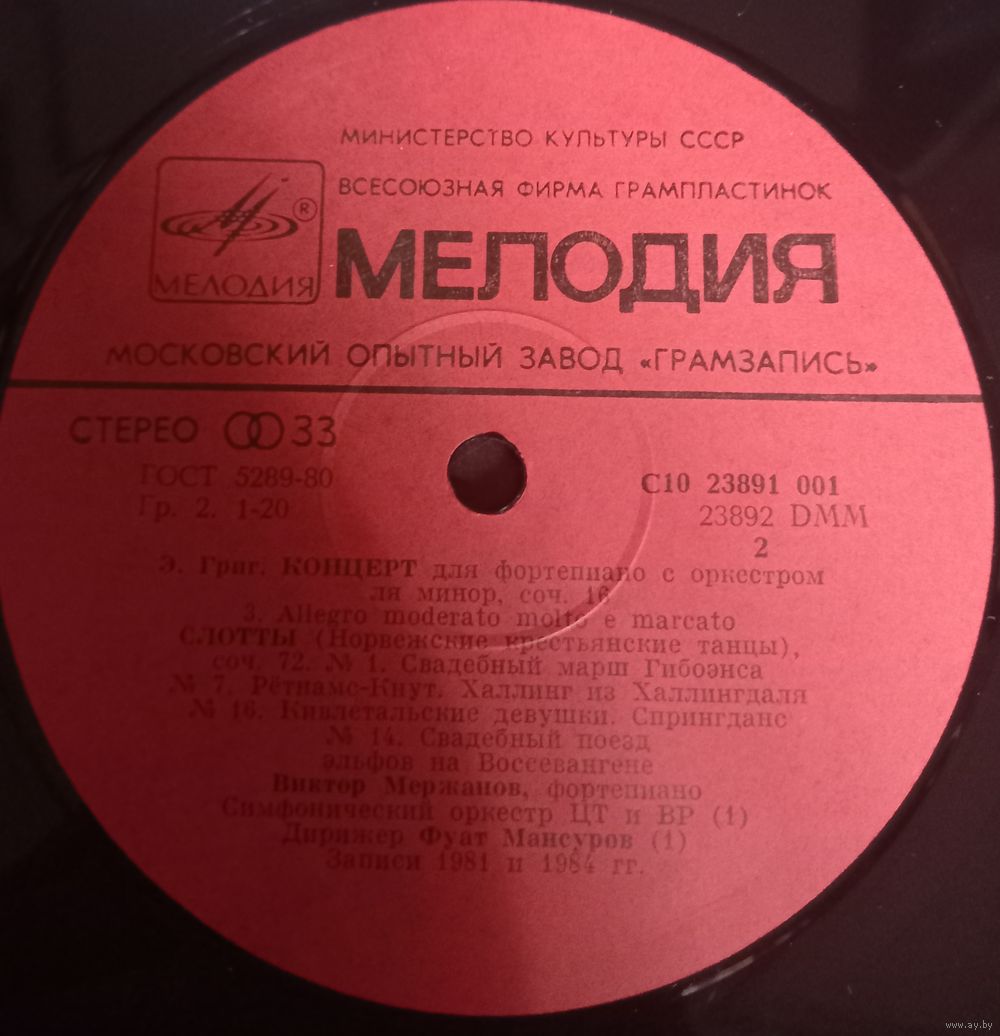 МИНИСТЕРСТВО КУЛЬТУРЫ СССР
ВСЕСОЮЗНАЯ ФИРМА ГРАМПЛАСТИНОК
® МЕЛОДИЯ
МЕЛОДИЯ
МОСКОВСКИЙ ОПЫТНЫЙ ЗАВОД «ГРАМЗАПИСЬ»
СТЕРЕО 33
ГОСТ 5289-80
Гр. 2. 1-20
С10 23891 001
23892 DMM
2
Э. Григ. КОНЦЕРТ для фортепиано с оркестром
ля минор, соч. 16
3. Allegro moderato molto e marcato
СЛОТТЫ (Норвежские крестьянские танцы),
соч. 72. № 1. Свадебный марш Гибоэнса
№ 7. Рётнамс-Кнут. Халлинг из Халлингдаля
№ 16. Кивлетальские девушки. Спрингданс
№ 14. Свадебный поезд
эльфов на Воссевангене
Виктор Мержанов, фортепиано
Симфонический оркестр ЦТ и ВР (1)
Дирижер Фуат Мансуров (1)
Записи 1981 и 1984 гг.
www.ay.by